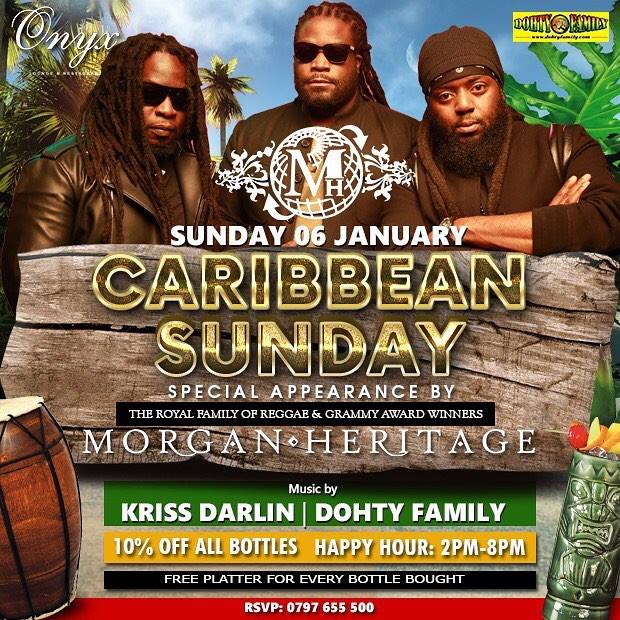 Onyx
LOUNGE & RESTAURANT
DOHTY FAMILY
www.dohtyfamily.com
MH
SUNDAY 06 JANUARY
CARIBBEAN
SUNDAY
SPECIAL APPEARANCE BY
THE ROYAL FAMILY OF REGGAE & GRAMMY AWARD WINNERS
MORGAN HERITAGE
Music by
KRISS DARLIN | DOHTY FAMILY
10% OFF ALL BOTTLES HAPPY HOUR: 2PM-8PM
FREE PLATTER FOR EVERY BOTTLE BOUGHT
RSVP: 0797 655 500